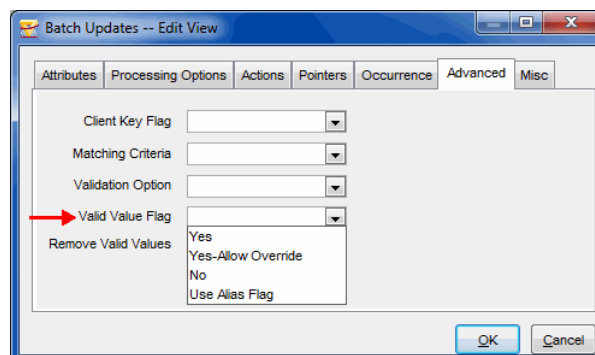 Batch Updates -- Edit View
Attributes Processing Options Actions Pointers Occurrence Advanced Misc
Client Key Flag
Matching Criteria
Validation Option
Valid Value Flag
Remove Valid Values
Yes
Yes-Allow Override
No
Use Alias Flag
OK Cancel